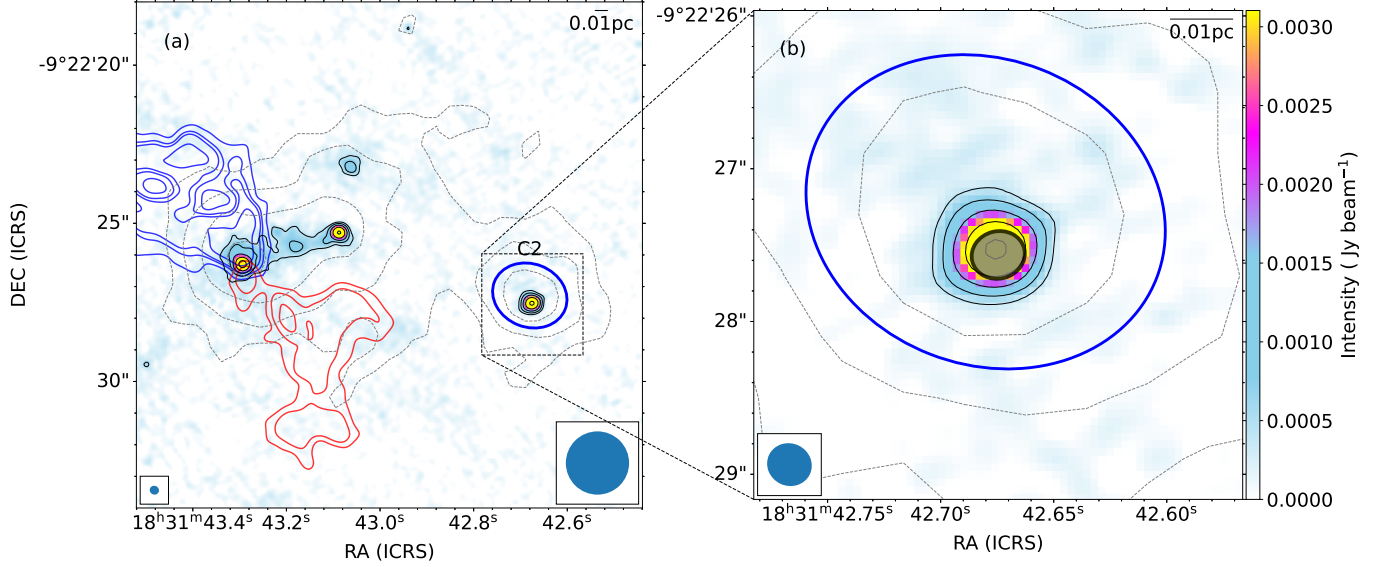 (a)
0.01pc
-9°22'20"
25"
30"
DEC (ICRS)
C2
18ʰ31ᵐ43.4ˢ 43.2ˢ 43.0ˢ 42.8ˢ 42.6ˢ
RA (ICRS)
-9°22'26"
(b)
0.01pc
27"
28"
29"
18ʰ31ᵐ42.75ˢ 42.70ˢ 42.65ˢ 42.60ˢ
RA (ICRS)
0.0030
0.0025
0.0020
0.0015
0.0010
0.0005
0.0000
Intensity ( Jy beam⁻¹)